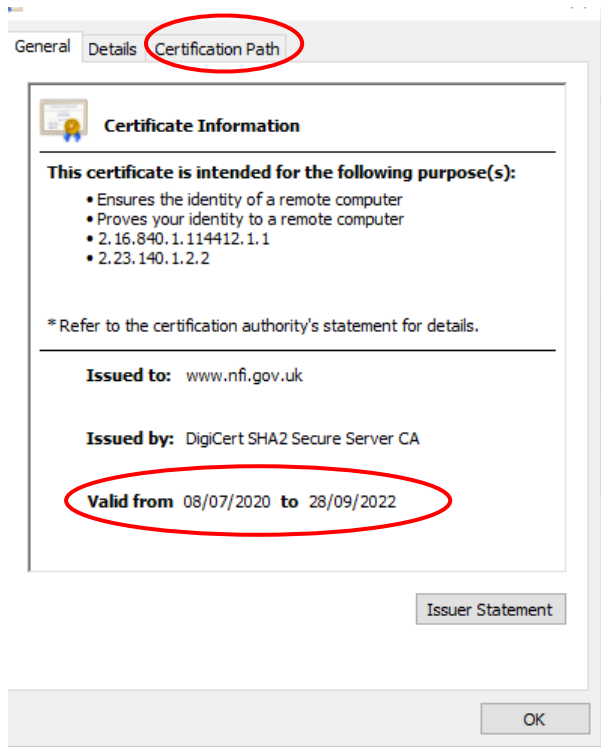 General Details Certification Path
Certificate Information
This certificate is intended for the following purpose(s):
• Ensures the identity of a remote computer
• Proves your identity to a remote computer
• 2.16.840.1.114412.1.1
• 2.23.140.1.2.2
* Refer to the certification authority's statement for details.
Issued to: www.nfi.gov.uk
Issued by: DigiCert SHA2 Secure Server CA
Valid from 08/07/2020 to 28/09/2022
Issuer Statement
OK